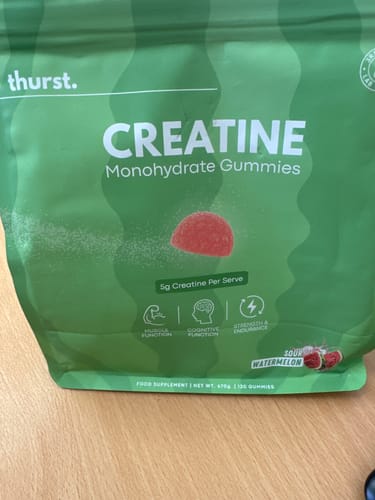 thurst.
CREATINE
Monohydrate Gummies
5g Creatine Per Serve
MUSCLE
FUNCTION
COGNITIVE
FUNCTION
STRENGTH &
ENDURANCE
SOUR
WATERMELON
FOOD SUPPLEMENT | NET WT. 470g | 120 GUMMIES